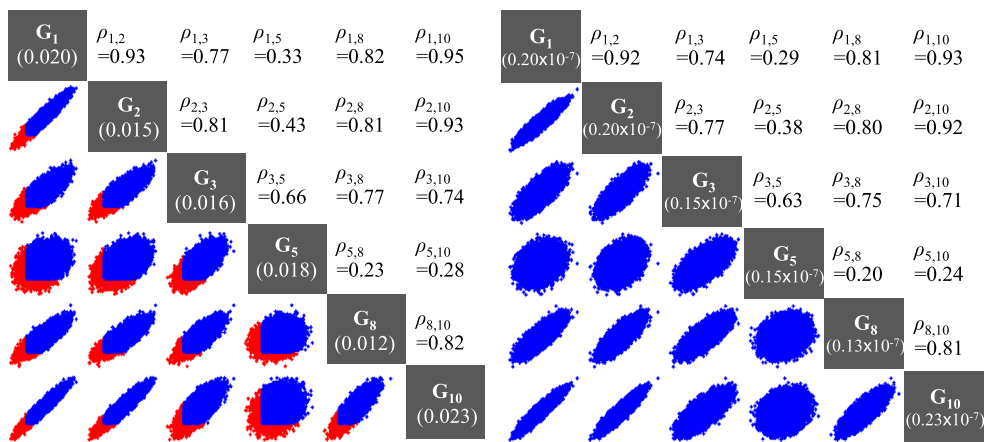 G1 ρ1,2 ρ1,3 ρ1,5 ρ1,8 ρ1,10
(0.020) =0.93 =0.77 =0.33 =0.82 =0.95
G2 ρ2,3 ρ2,5 ρ2,8 ρ2,10
(0.015) =0.81 =0.43 =0.81 =0.93
G3 ρ3,5 ρ3,8 ρ3,10
(0.016) =0.66 =0.77 =0.74
G5 ρ5,8 ρ5,10
(0.018) =0.23 =0.28
G8 ρ8,10
(0.012) =0.82
G10
(0.023)
G1 ρ1,2 ρ1,3 ρ1,5 ρ1,8 ρ1,10
(0.20x10-7) =0.92 =0.74 =0.29 =0.81 =0.93
G2 ρ2,3 ρ2,5 ρ2,8 ρ2,10
(0.20x10-7) =0.77 =0.38 =0.80 =0.92
G3 ρ3,5 ρ3,8 ρ3,10
(0.15x10-7) =0.63 =0.75 =0.71
G5 ρ5,8 ρ5,10
(0.15x10-7) =0.20 =0.24
G8 ρ8,10
(0.13x10-7) =0.81
G10
(0.23x10-7)